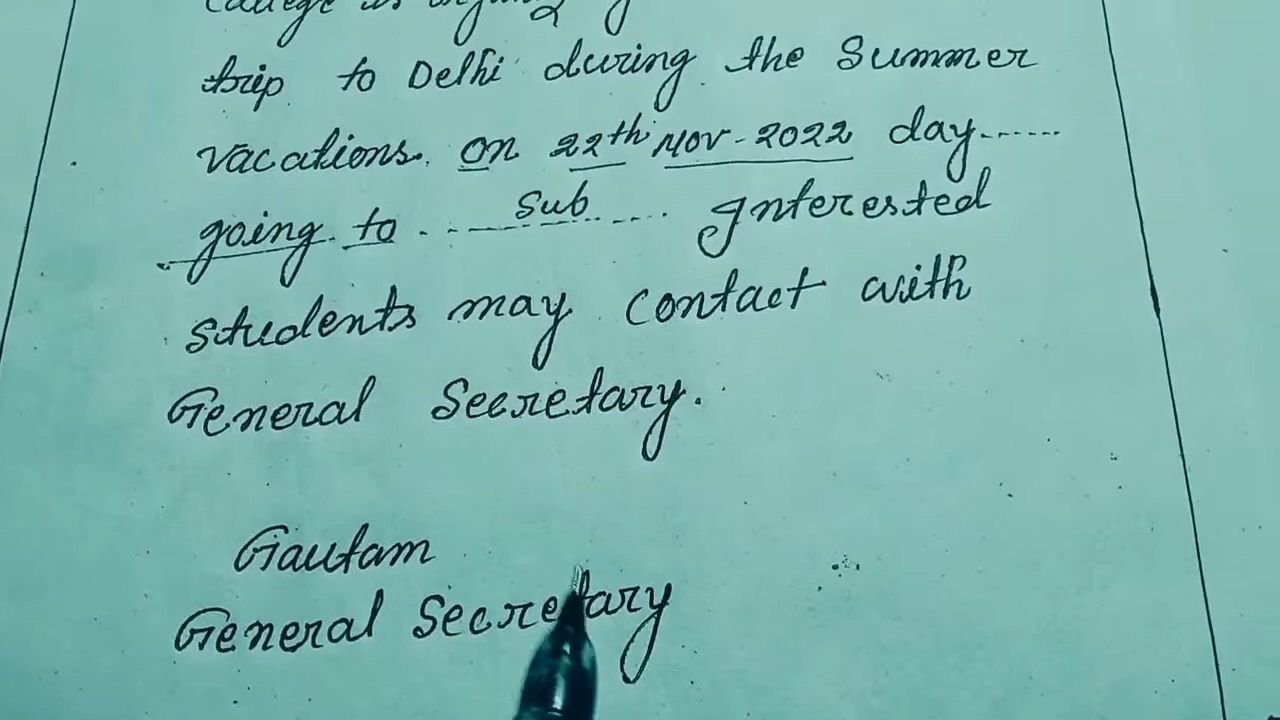 trip to Delhi during the Summer
vacations. On 22th Nov-2022 day.......
going to ......Sub...... Interested
students may contact with
General Secretary.
Gautam
General Secretary